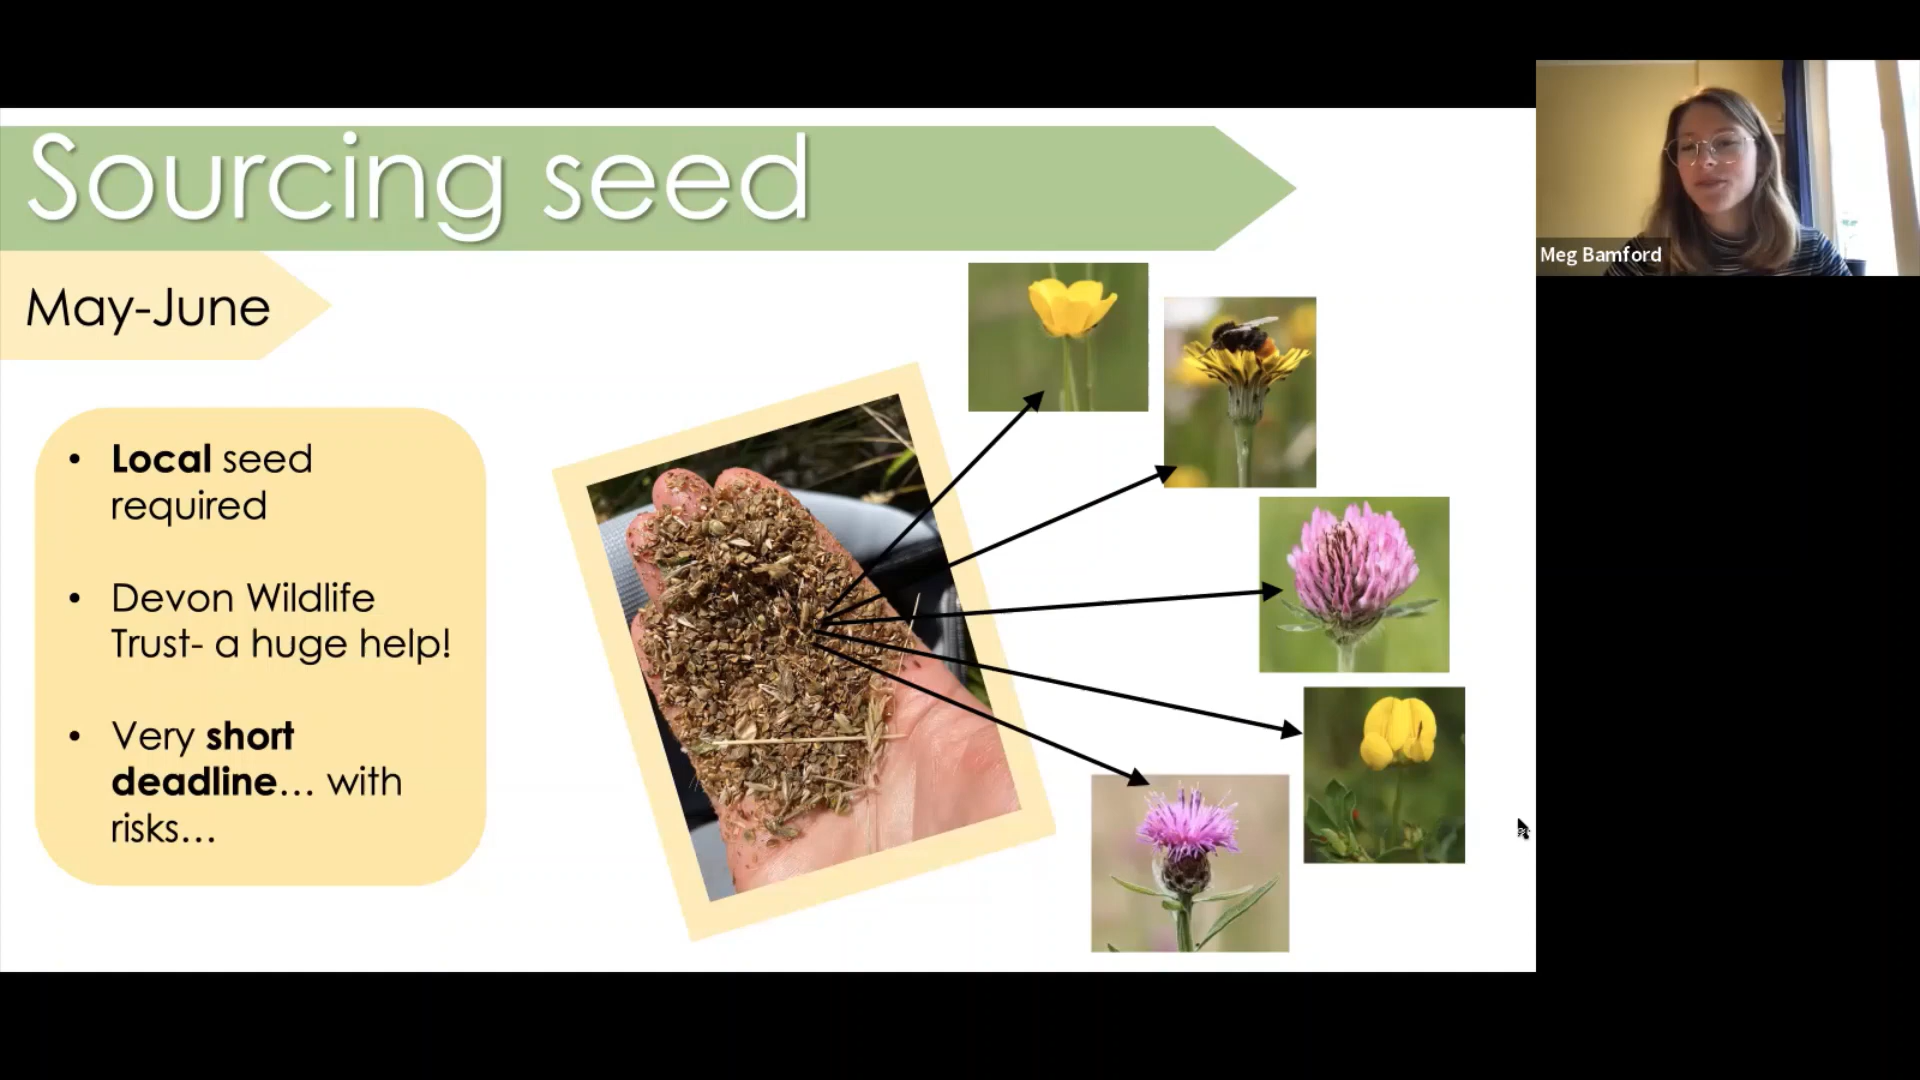 Sourcing seed
May-June
• Local seed
required
• Devon Wildlife
Trust- a huge help!
• Very short
deadline… with
risks…
Meg Bamford